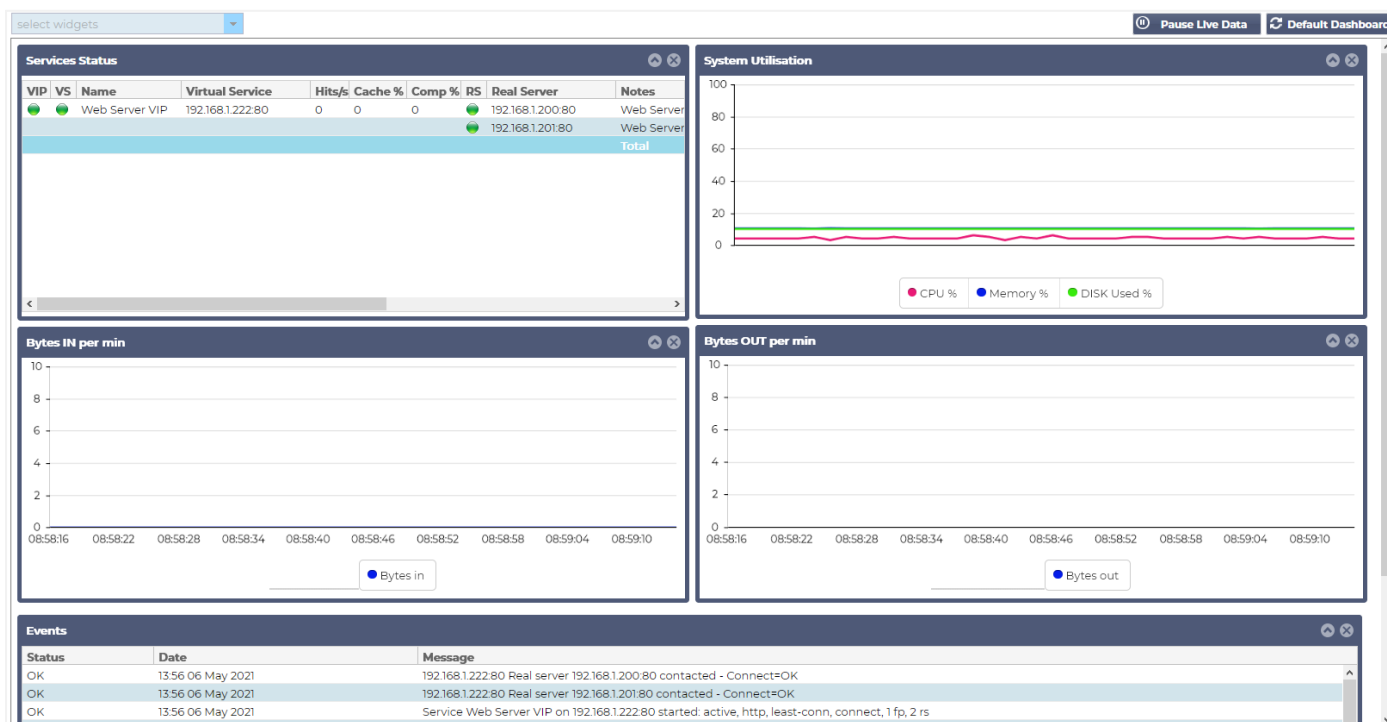 select widgets
Pause Live Data Default Dashboard
Services Status
VIP VS Name Virtual Service Hits/s Cache % Comp % RS Real Server Notes
Web Server VIP 192.168.1.222:80 0 0 0 192.168.1.200:80 Web Server
192.168.1.201:80 Web Server
Total
System Utilisation
100
80
60
40
20
0
CPU % Memory % DISK Used %
Bytes IN per min
10
8
6
4
2
0
08:58:16 08:58:22 08:58:28 08:58:34 08:58:40 08:58:46 08:58:52 08:58:58 08:59:04 08:59:10
Bytes in
Bytes OUT per min
10
8
6
4
2
0
08:58:16 08:58:22 08:58:28 08:58:34 08:58:40 08:58:46 08:58:52 08:58:58 08:59:04 08:59:10
Bytes out
Events
Status Date Message
OK 13:56 06 May 2021 192.168.1.222:80 Real server 192.168.1.200:80 contacted - Connect=OK
OK 13:56 06 May 2021 192.168.1.222:80 Real server 192.168.1.201:80 contacted - Connect=OK
OK 13:56 06 May 2021 Service Web Server VIP on 192.168.1.222:80 started: active, http, least-conn, connect, 1 fp, 2 rs